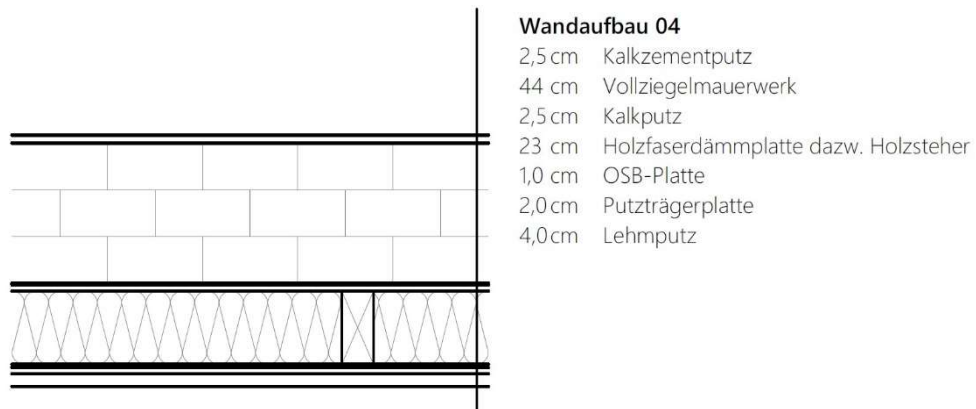 Wandaufbau 04
2,5 cm Kalkzementputz
44 cm Vollziegelmauerwerk
2,5 cm Kalkputz
23 cm Holzfaserdämmplatte dazw. Holzsteher
1,0 cm OSB-Platte
2,0 cm Putzträgerplatte
4,0 cm Lehmputz